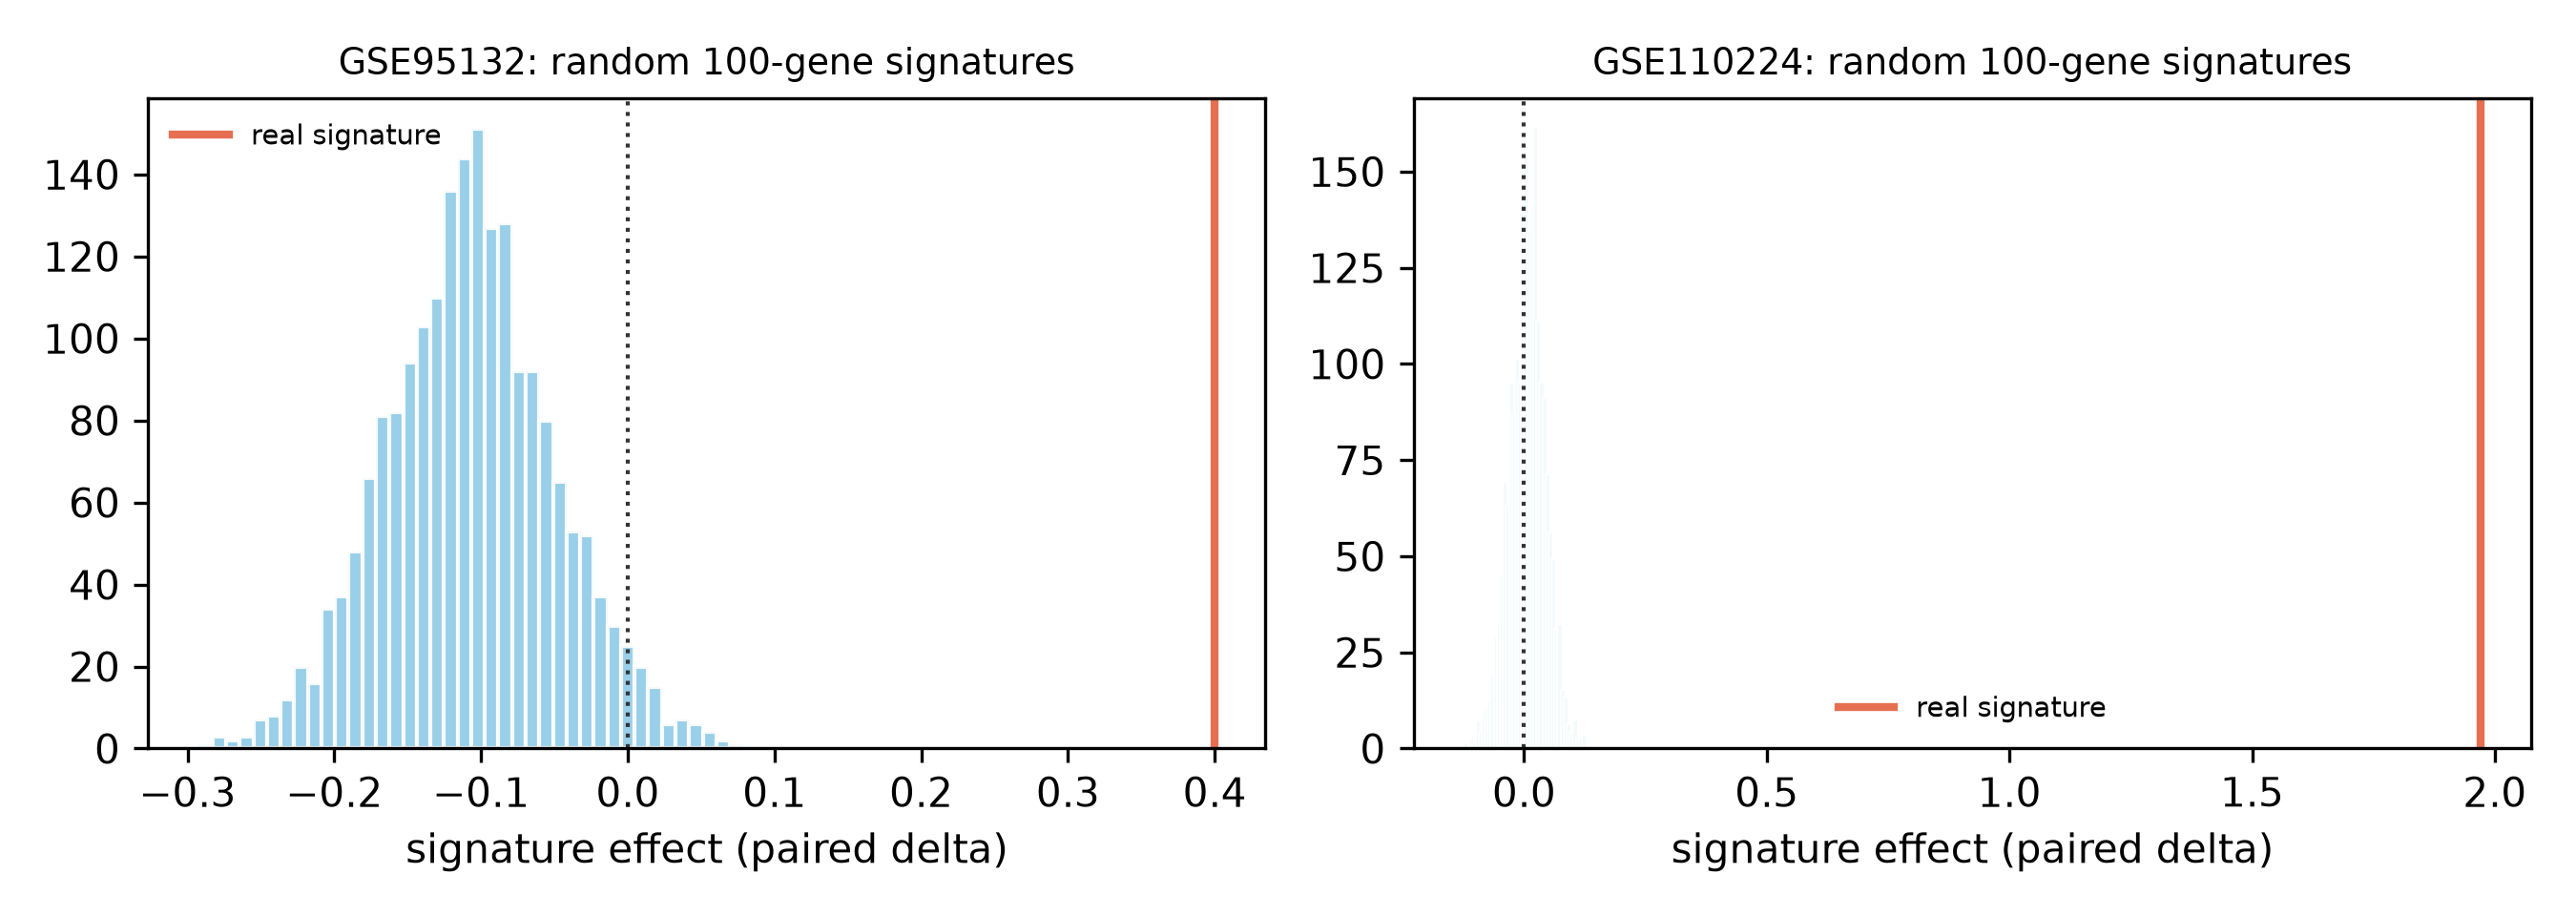 GSE95132: random 100-gene signatures
real signature
140
120
100
80
60
40
20
0
−0.3 −0.2 −0.1 0.0 0.1 0.2 0.3 0.4
signature effect (paired delta)
GSE110224: random 100-gene signatures
150
125
100
75
50
25
0
real signature
0.0 0.5 1.0 1.5 2.0
signature effect (paired delta)